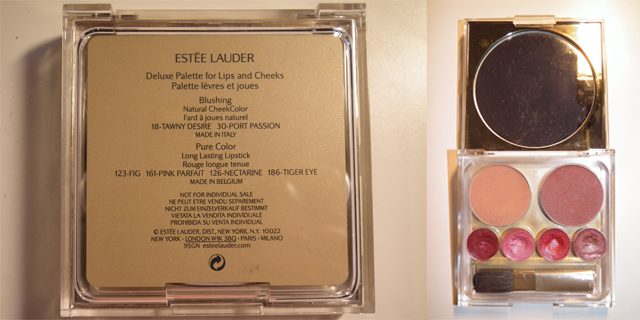 ESTĒE LAUDER
Deluxe Palette for Lips and Cheeks
Palette lèvres et joues
Blushing
Natural CheekColor
Fard à joues naturel
18-TAWNY DESIRE 30-PORT PASSION
MADE IN ITALY
Pure Color
Long Lasting Lipstick
Rouge longue tenue
123-FIG 161-PINK PARFAIT 126-NECTARINE 186-TIGER EYE
MADE IN BELGIUM
NOT FOR INDIVIDUAL SALE
NE PEUT ÊTRE VENDU SEPAREMENT
NICHT ZUM EINZELVERKAUF BESTIMMT
VIETATA LA VENDITA INDIVIDUALE
PROHIBIDA SU VENTA INDIVIDUAL
© ESTĒE LAUDER, DIST., NEW YORK, N.Y. 10022
NEW YORK - LONDON W1K 3BQ - PARIS - MILANO
95GN esteelauder.com